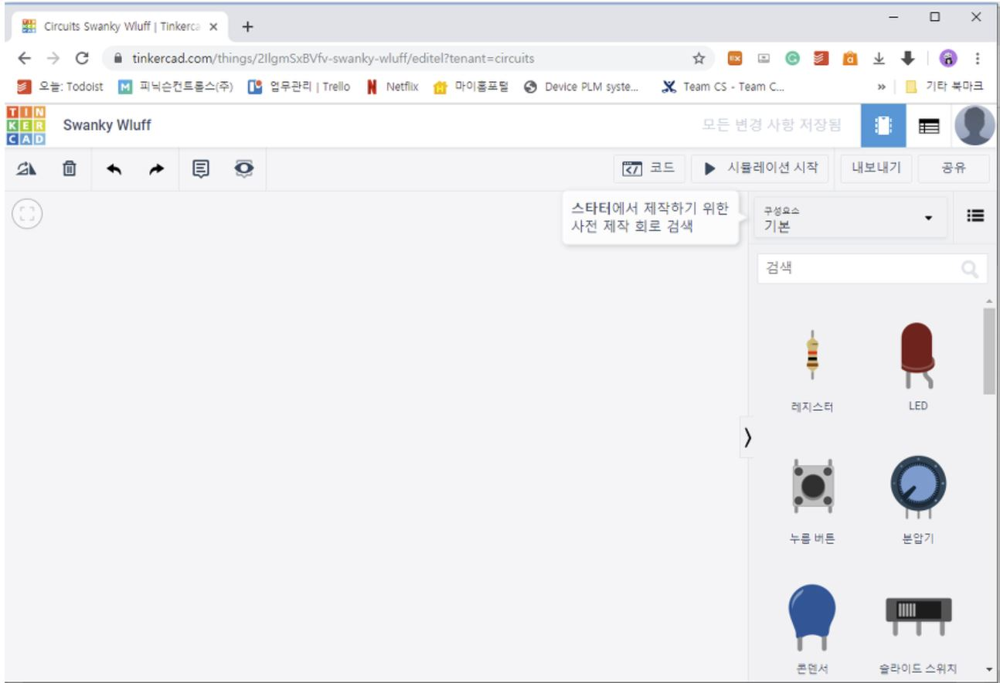 Circuits Swanky Wluff | Tinkerca
tinkercad.com/things/2IlgmSxBVfv-swanky-wluff/editel?tenant=circuits
오늘: Todoist 피닉슨컨트롤스(주) 업무관리 | Trello Netflix 마이홈포털 Device PLM syste... Team CS - Team C... » 기타 북마크
TIN
KER
CAD
Swanky Wluff
모든 변경 사항 저장됨
코드 시뮬레이션 시작 내보내기 공유
스타터에서 제작하기 위한
사전 제작 회로 검색
구성요소
기본
검색
레지스터 LED
누름 버튼 분압기
콘덴서 슬라이드 스위치